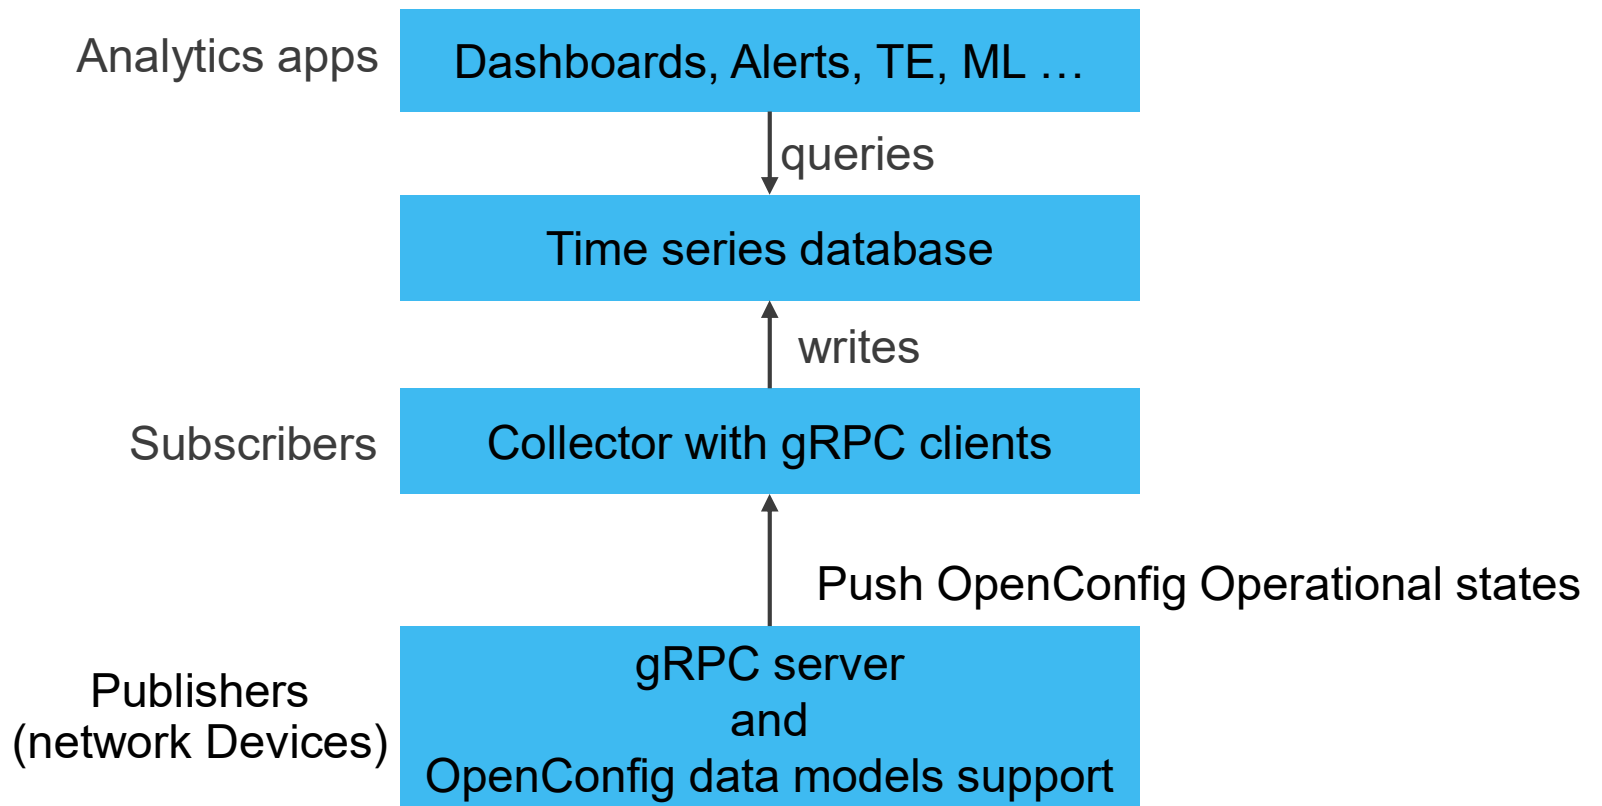 Analytics apps
Dashboards, Alerts, TE, ML …
queries
Time series database
writes
Subscribers
Collector with gRPC clients
Push OpenConfig Operational states
Publishers
(network Devices)
gRPC server
and
OpenConfig data models support